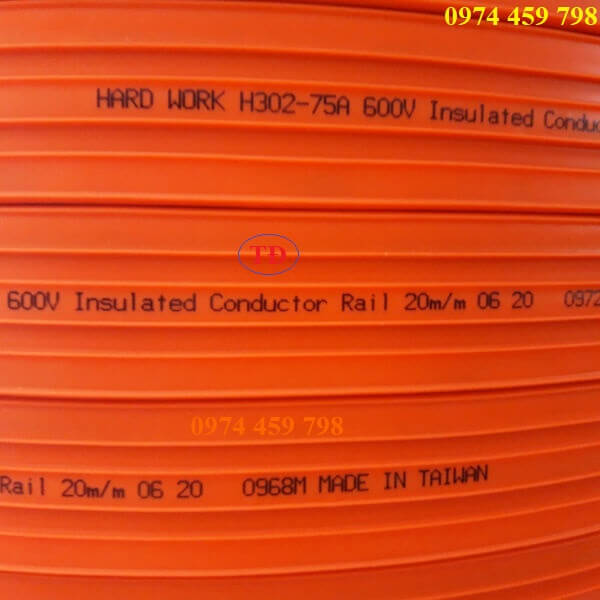 0974 459 798
HARD WORK H302-75A 600V Insulated Conduc
TD
600V Insulated Conductor Rail 20m/m 06 20 0972
0974 459 798
Rail 20m/m 06 20 0968M MADE IN TAIWAN